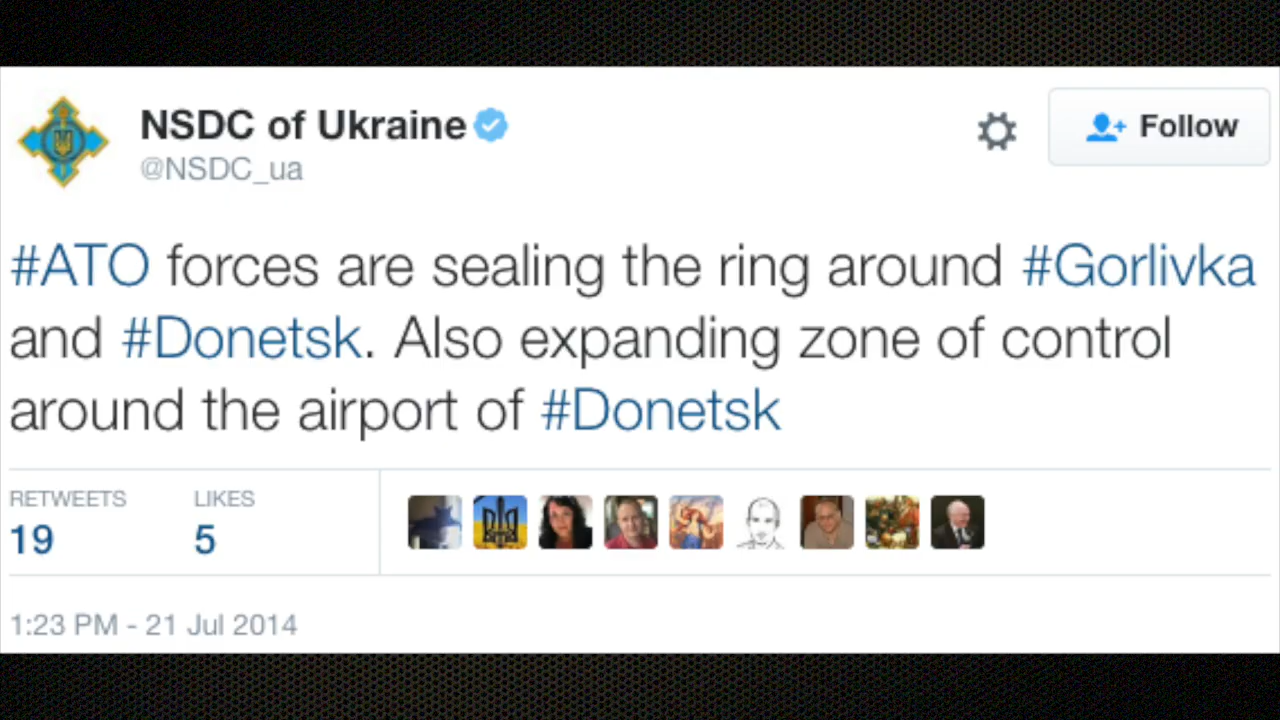 NSDC of Ukraine
@NSDC_ua
Follow
#ATO forces are sealing the ring around #Gorlivka
and #Donetsk. Also expanding zone of control
around the airport of #Donetsk
RETWEETS LIKES
19 5
1:23 PM - 21 Jul 2014